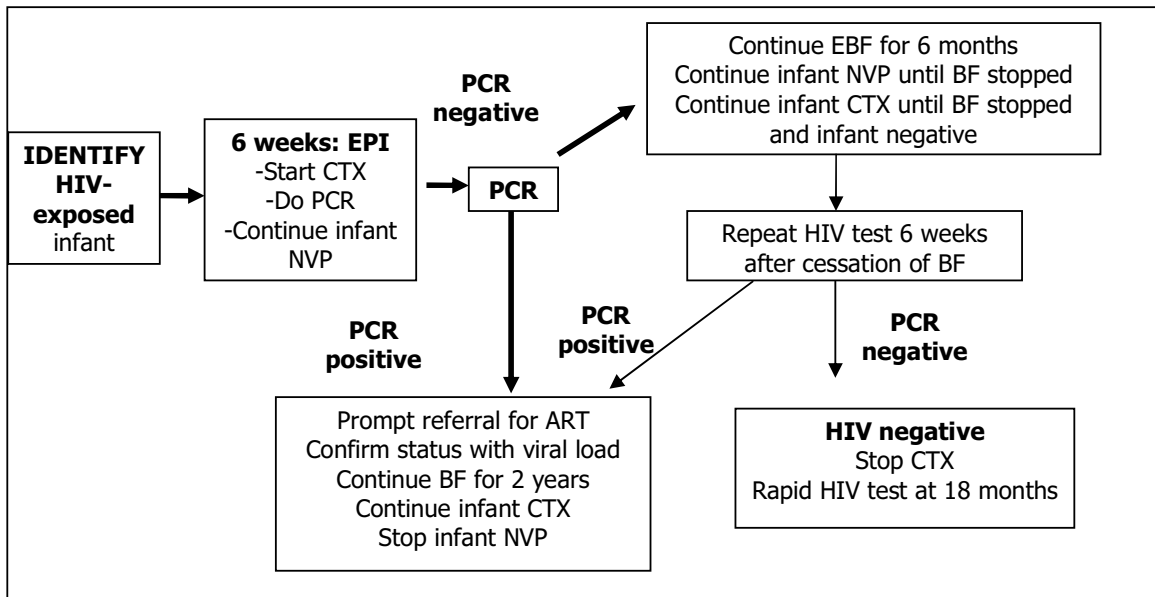 IDENTIFY
HIV-
exposed
infant
6 weeks: EPI
-Start CTX
-Do PCR
-Continue infant
NVP
PCR
PCR
negative
Continue EBF for 6 months
Continue infant NVP until BF stopped
Continue infant CTX until BF stopped
and infant negative
Repeat HIV test 6 weeks
after cessation of BF
PCR
positive
PCR
positive
PCR
negative
Prompt referral for ART
Confirm status with viral load
Continue BF for 2 years
Continue infant CTX
Stop infant NVP
HIV negative
Stop CTX
Rapid HIV test at 18 months